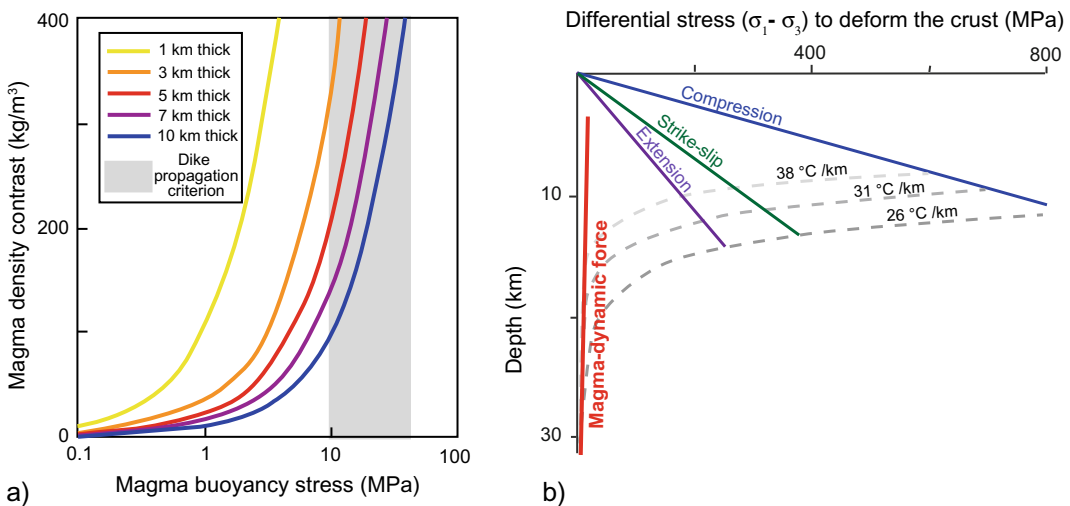 400
200
0
Magma density contrast (kg/m³)
1 km thick
3 km thick
5 km thick
7 km thick
10 km thick
Dike
propagation
criterion
0.1
1
10
100
Magma buoyancy stress (MPa)
a)
Differential stress (σ₁- σ₃) to deform the crust (MPa)
400
800
Compression
Strike-slip
Extension
38 °C /km
31 °C /km
26 °C /km
10
30
Depth (km)
Magma-dynamic force
b)